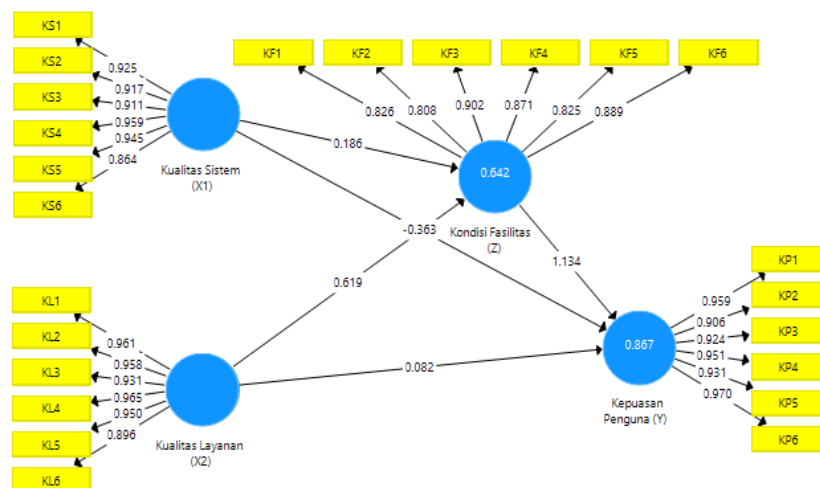 KS1
KS2
KS3
KS4
KS5
KS6
0.925
0.917
0.911
0.959
0.945
0.864
Kualitas Sistem
(X1)
KF1
KF2
KF3
KF4
KF5
KF6
0.826
0.808
0.902
0.871
0.825
0.889
0.186
0.642
Kondisi Fasilitas
(Z)
-0.363
0.619
1.134
0.082
KL1
KL2
KL3
KL4
KL5
KL6
0.961
0.958
0.931
0.965
0.950
0.896
Kualitas Layanan
(X2)
0.867
Kepuasan
Penguna (Y)
0.959
0.906
0.924
0.951
0.931
0.970
KP1
KP2
KP3
KP4
KP5
KP6